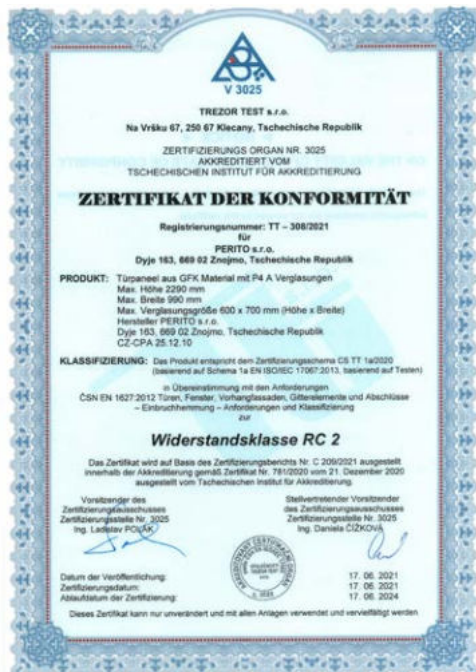 V 3025
TREZOR TEST s.r.o.
Na Vršku 67, 250 67 Klecany, Tschechische Republik
ZERTIFIZIERUNGS ORGAN NR. 3025
AKKREDITIERT VOM
TSCHECHISCHEN INSTITUT FÜR AKKREDITIERUNG
ZERTIFIKAT DER KONFORMITÄT
Registrierungsnummer: TT – 308/2021
für
PERITO s.r.o.
Dyje 163, 669 02 Znojmo, Tschechische Republik
PRODUKT: Türpaneel aus GFK Material mit P4 A Verglasungen
Max. Höhe 2290 mm
Max. Breite 990 mm
Max. Verglasungsgröße 600 x 700 mm (Höhe x Breite)
Hersteller PERITO s.r.o.
Dyje 163, 669 02 Znojmo, Tschechische Republik
CZ-CPA 25.12.10
KLASSIFIZIERUNG: Das Produkt entspricht dem Zertifizierungsschema CS TT 1a/2020
(basierend auf Schema 1a EN ISO/IEC 17067:2013, basierend auf Testen)
in Übereinstimmung mit den Anforderungen
ČSN EN 1627:2012 Türen, Fenster, Vorhangfassaden, Gitterelemente und Abschlüsse
– Einbruchhemmung – Anforderungen und Klassifizierung
zur
Widerstandsklasse RC 2
Das Zertifikat wird auf Basis des Zertifizierungsberichts Nr. C 209/2021 ausgestellt
innerhalb der Akkreditierung gemäß Zertifikat Nr. 781/2020 vom 21. Dezember 2020
ausgestellt vom Tschechischen Institut für Akkreditierung.
Vorsitzender des
Zertifizierungsausschusses
Zertifizierungsstelle Nr. 3025
Ing. Ladislav POLÁK
Stellvertretender Vorsitzender
des Zertifizierungsausschusses
Zertifizierungsstelle Nr. 3025
Ing. Daniela ČÍŽKOVÁ
Datum der Veröffentlichung: 17. 06. 2021
Zertifizierungsdatum: 17. 06. 2021
Ablaufdatum der Zertifizierung: 17. 06. 2024
Dieses Zertifikat kann nur unverändert und mit allen Anlagen verwendet und vervielfältigt werden